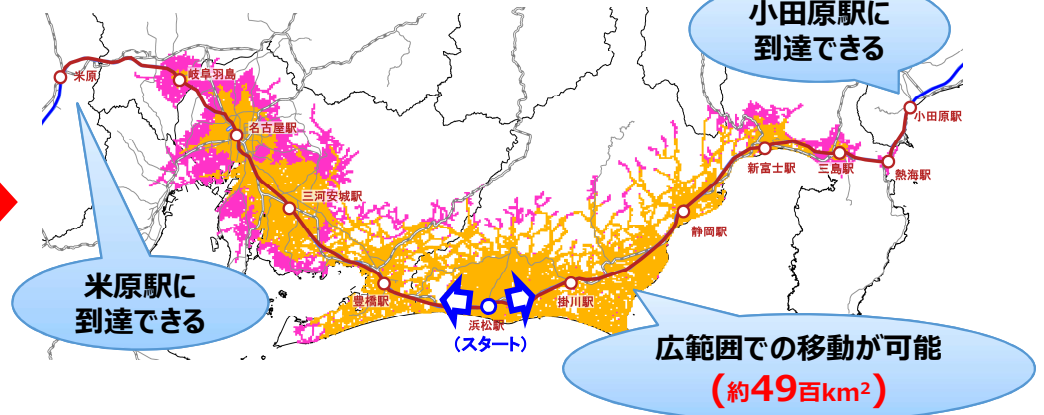 小田原駅に
到達できる
米原
岐阜羽島
名古屋駅
小田原駅
新富士駅
三島駅
熱海駅
三河安城駅
静岡駅
米原駅に
到達できる
豊橋駅
掛川駅
浜松駅
(スタート)
広範囲での移動が可能
(約49百km²)